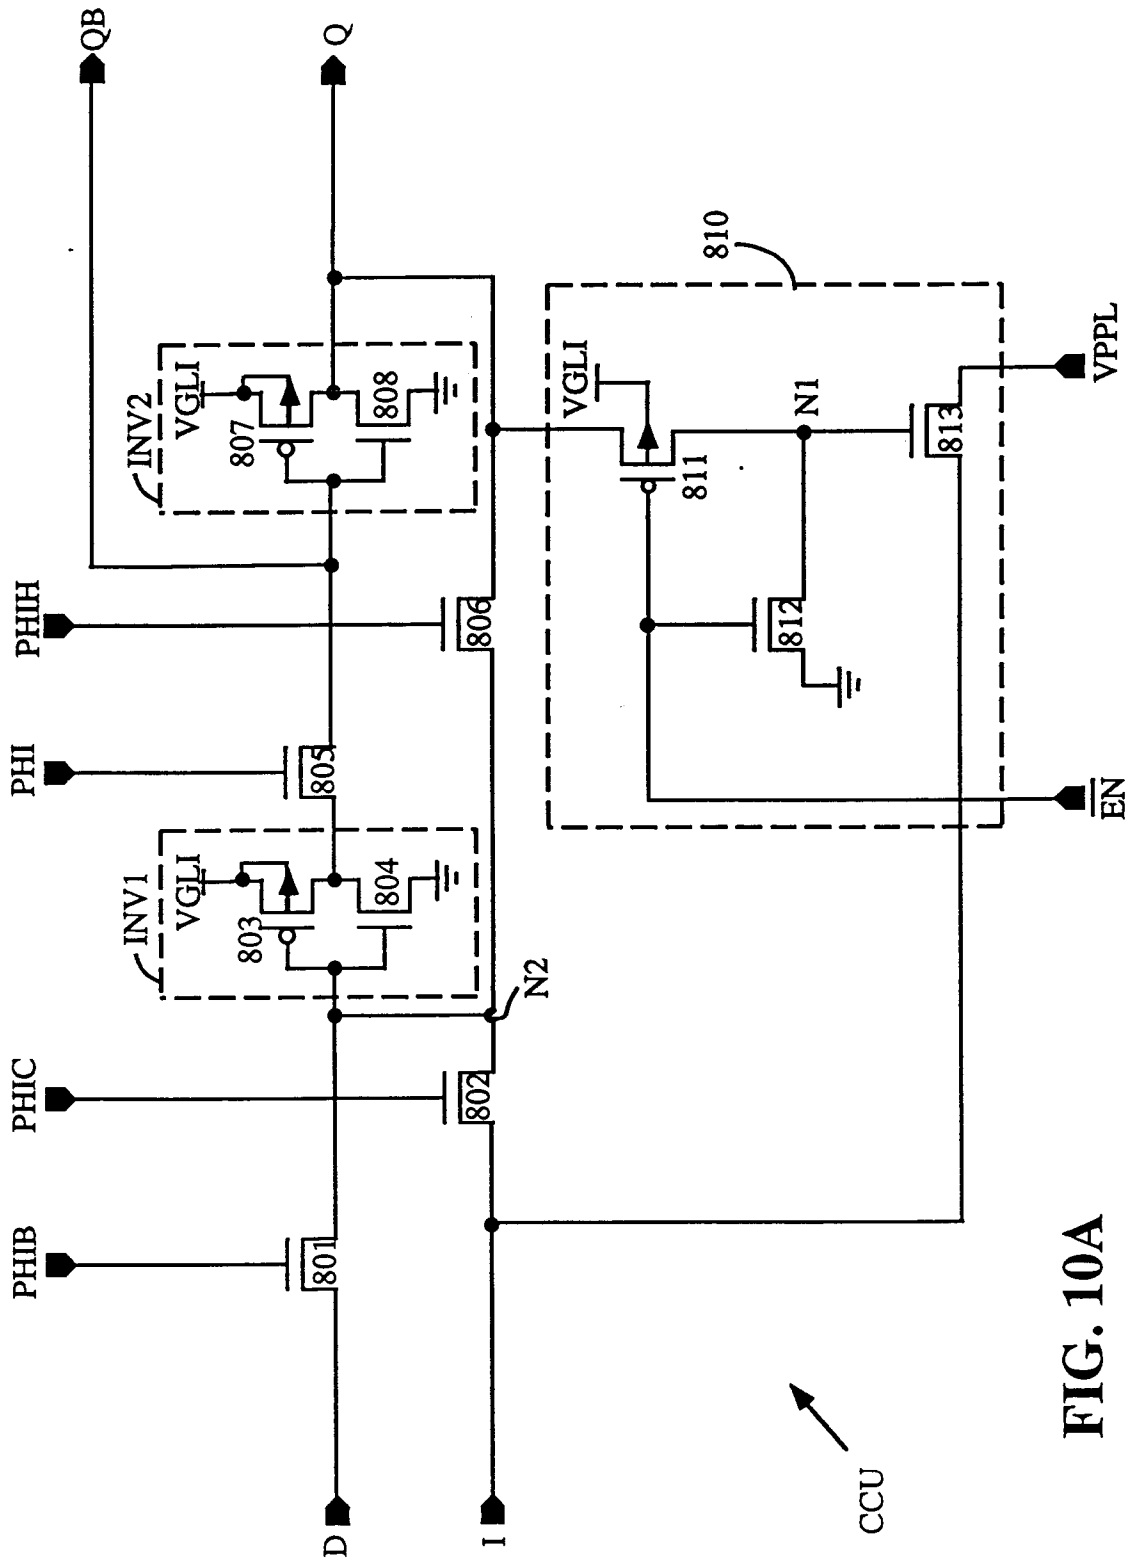 QB
Q
PHIH
PHI
PHIC
PHIB
INV2
VGLI
807
808
INV1
VGLI
803
804
805
806
801
802
N2
D
I
810
VGLI
811
812
N1
813
VPPL
EN
CCU
FIG. 10A